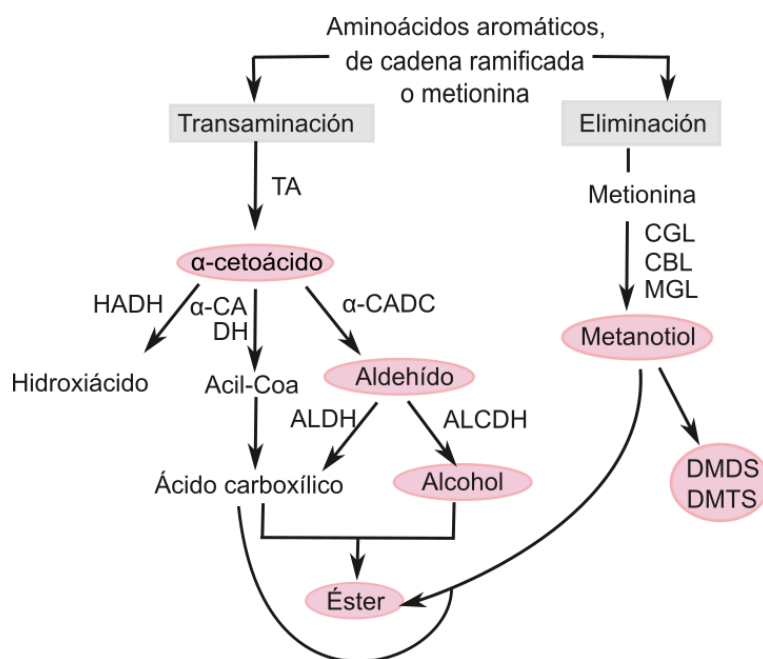 Aminoácidos aromáticos,
de cadena ramificada
o metionina
Transaminación
Eliminación
TA
Metionina
CGL
CBL
MGL
α-cetoácido
HADH
α-CA
DH
α-CADC
Metanotiol
Hidroxiácido
Acil-Coa
Aldehído
ALDH
ALCDH
Ácido carboxílico
Alcohol
DMDS
DMTS
Éster